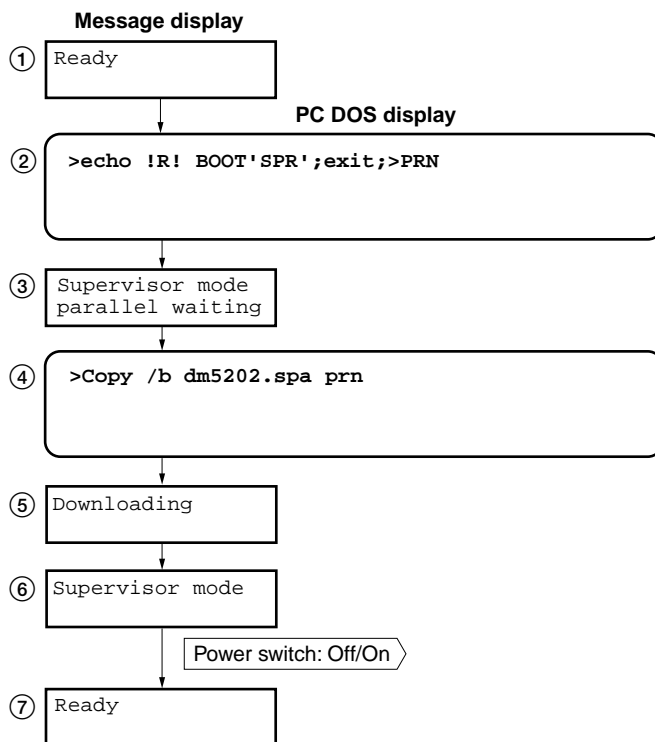 Message display
① Ready
PC DOS display
② >echo !R! BOOT'SPR';exit;>PRN
③ Supervisor mode
parallel waiting
④ >Copy /b dm5202.spa prn
⑤ Downloading
⑥ Supervisor mode
Power switch: Off/On
⑦ Ready